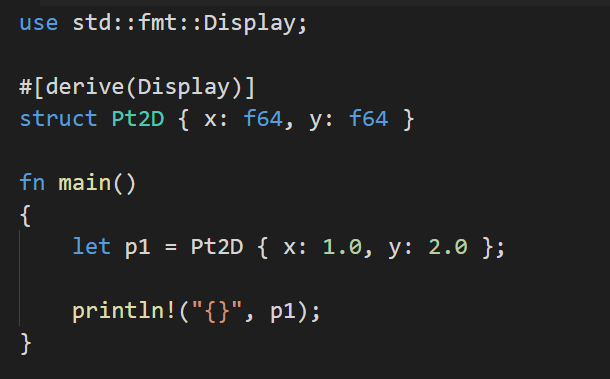 use std::fmt::Display;
#[derive(Display)]
struct Pt2D { x: f64, y: f64 }
fn main()
{
    let p1 = Pt2D { x: 1.0, y: 2.0 };
    println!("{}", p1);
}